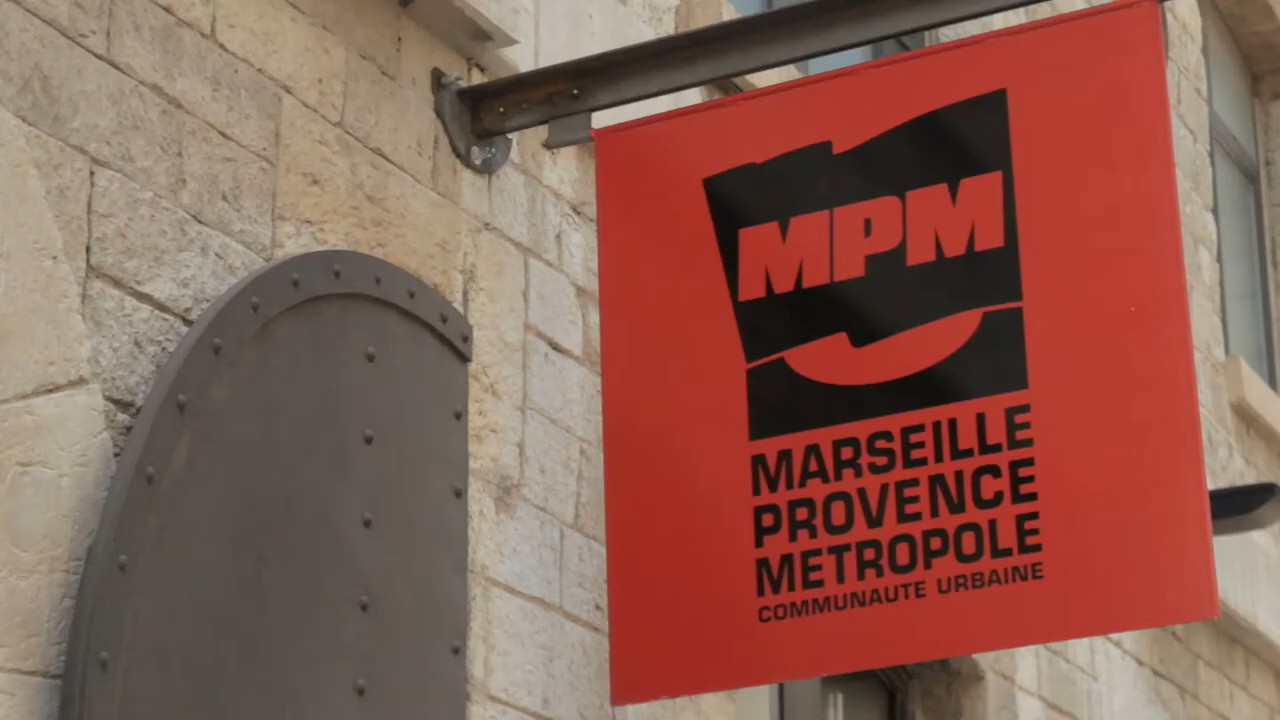 MPM
MARSEILLE
PROVENCE
METROPOLE
COMMUNAUTE URBAINE